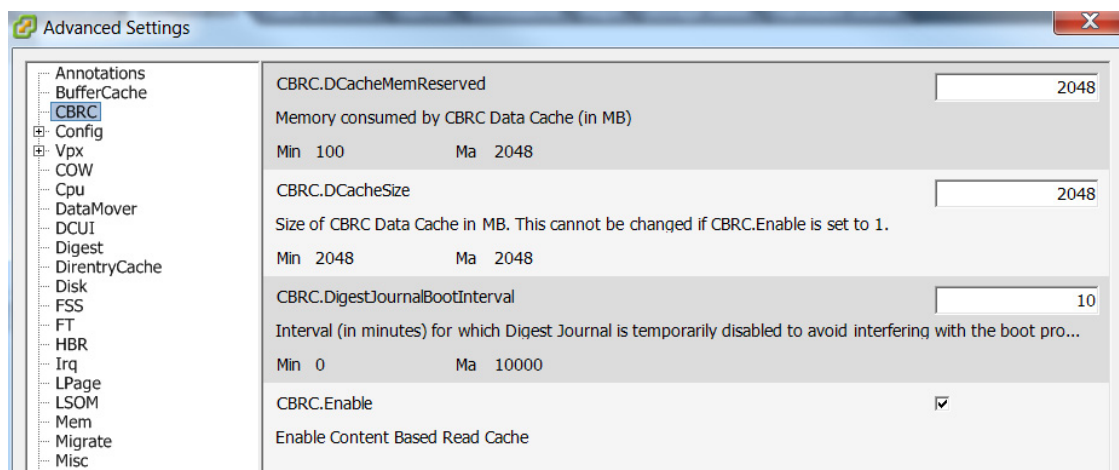 Advanced Settings
X
Annotations
BufferCache
CBRC
Config
Vpx
COW
Cpu
DataMover
DCUI
Digest
DirentryCache
Disk
FSS
FT
HBR
Irq
LPage
LSOM
Mem
Migrate
Misc
CBRC.DCacheMemReserved 2048
Memory consumed by CBRC Data Cache (in MB)
Min 100 Ma 2048
CBRC.DCacheSize 2048
Size of CBRC Data Cache in MB. This cannot be changed if CBRC.Enable is set to 1.
Min 2048 Ma 2048
CBRC.DigestJournalBootInterval 10
Interval (in minutes) for which Digest Journal is temporarily disabled to avoid interfering with the boot pro...
Min 0 Ma 10000
CBRC.Enable
Enable Content Based Read Cache